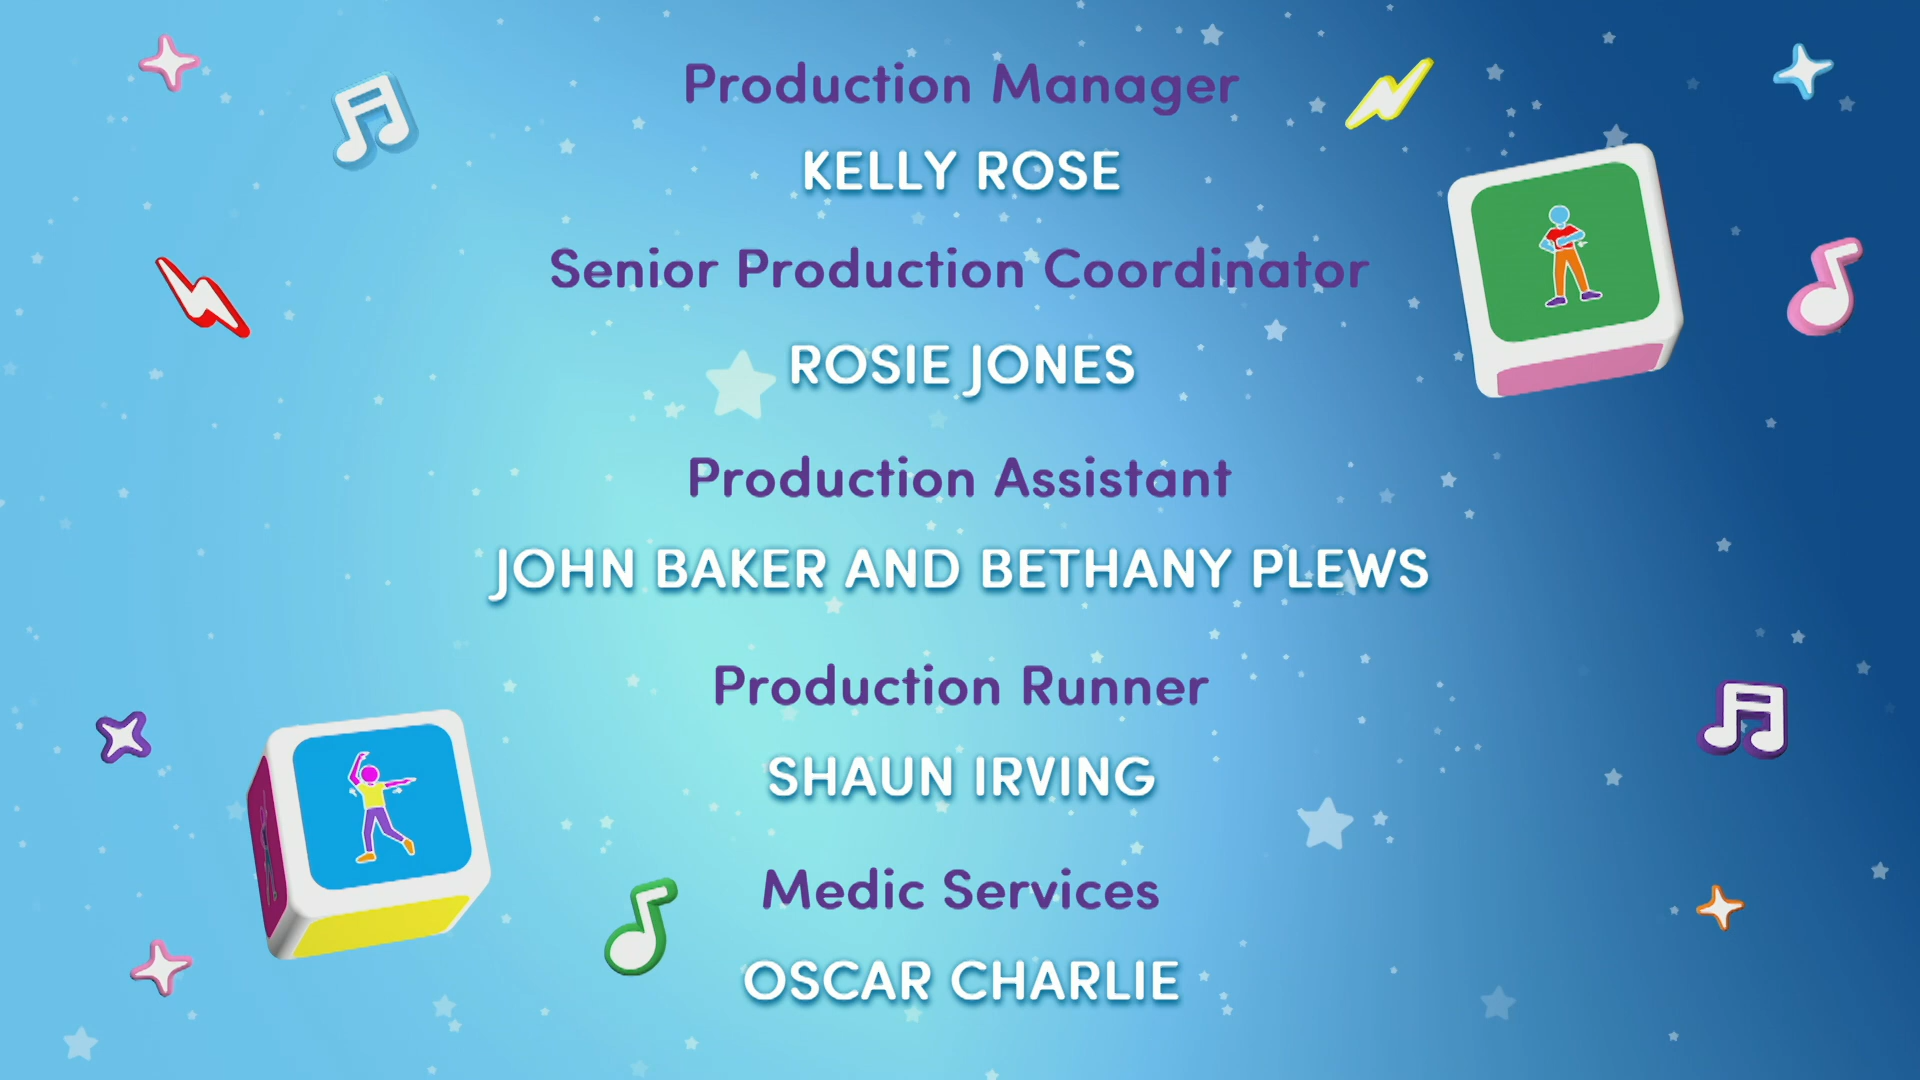 Production Manager
KELLY ROSE
Senior Production Coordinator
ROSIE JONES
Production Assistant
JOHN BAKER AND BETHANY PLEWS
Production Runner
SHAUN IRVING
Medic Services
OSCAR CHARLIE